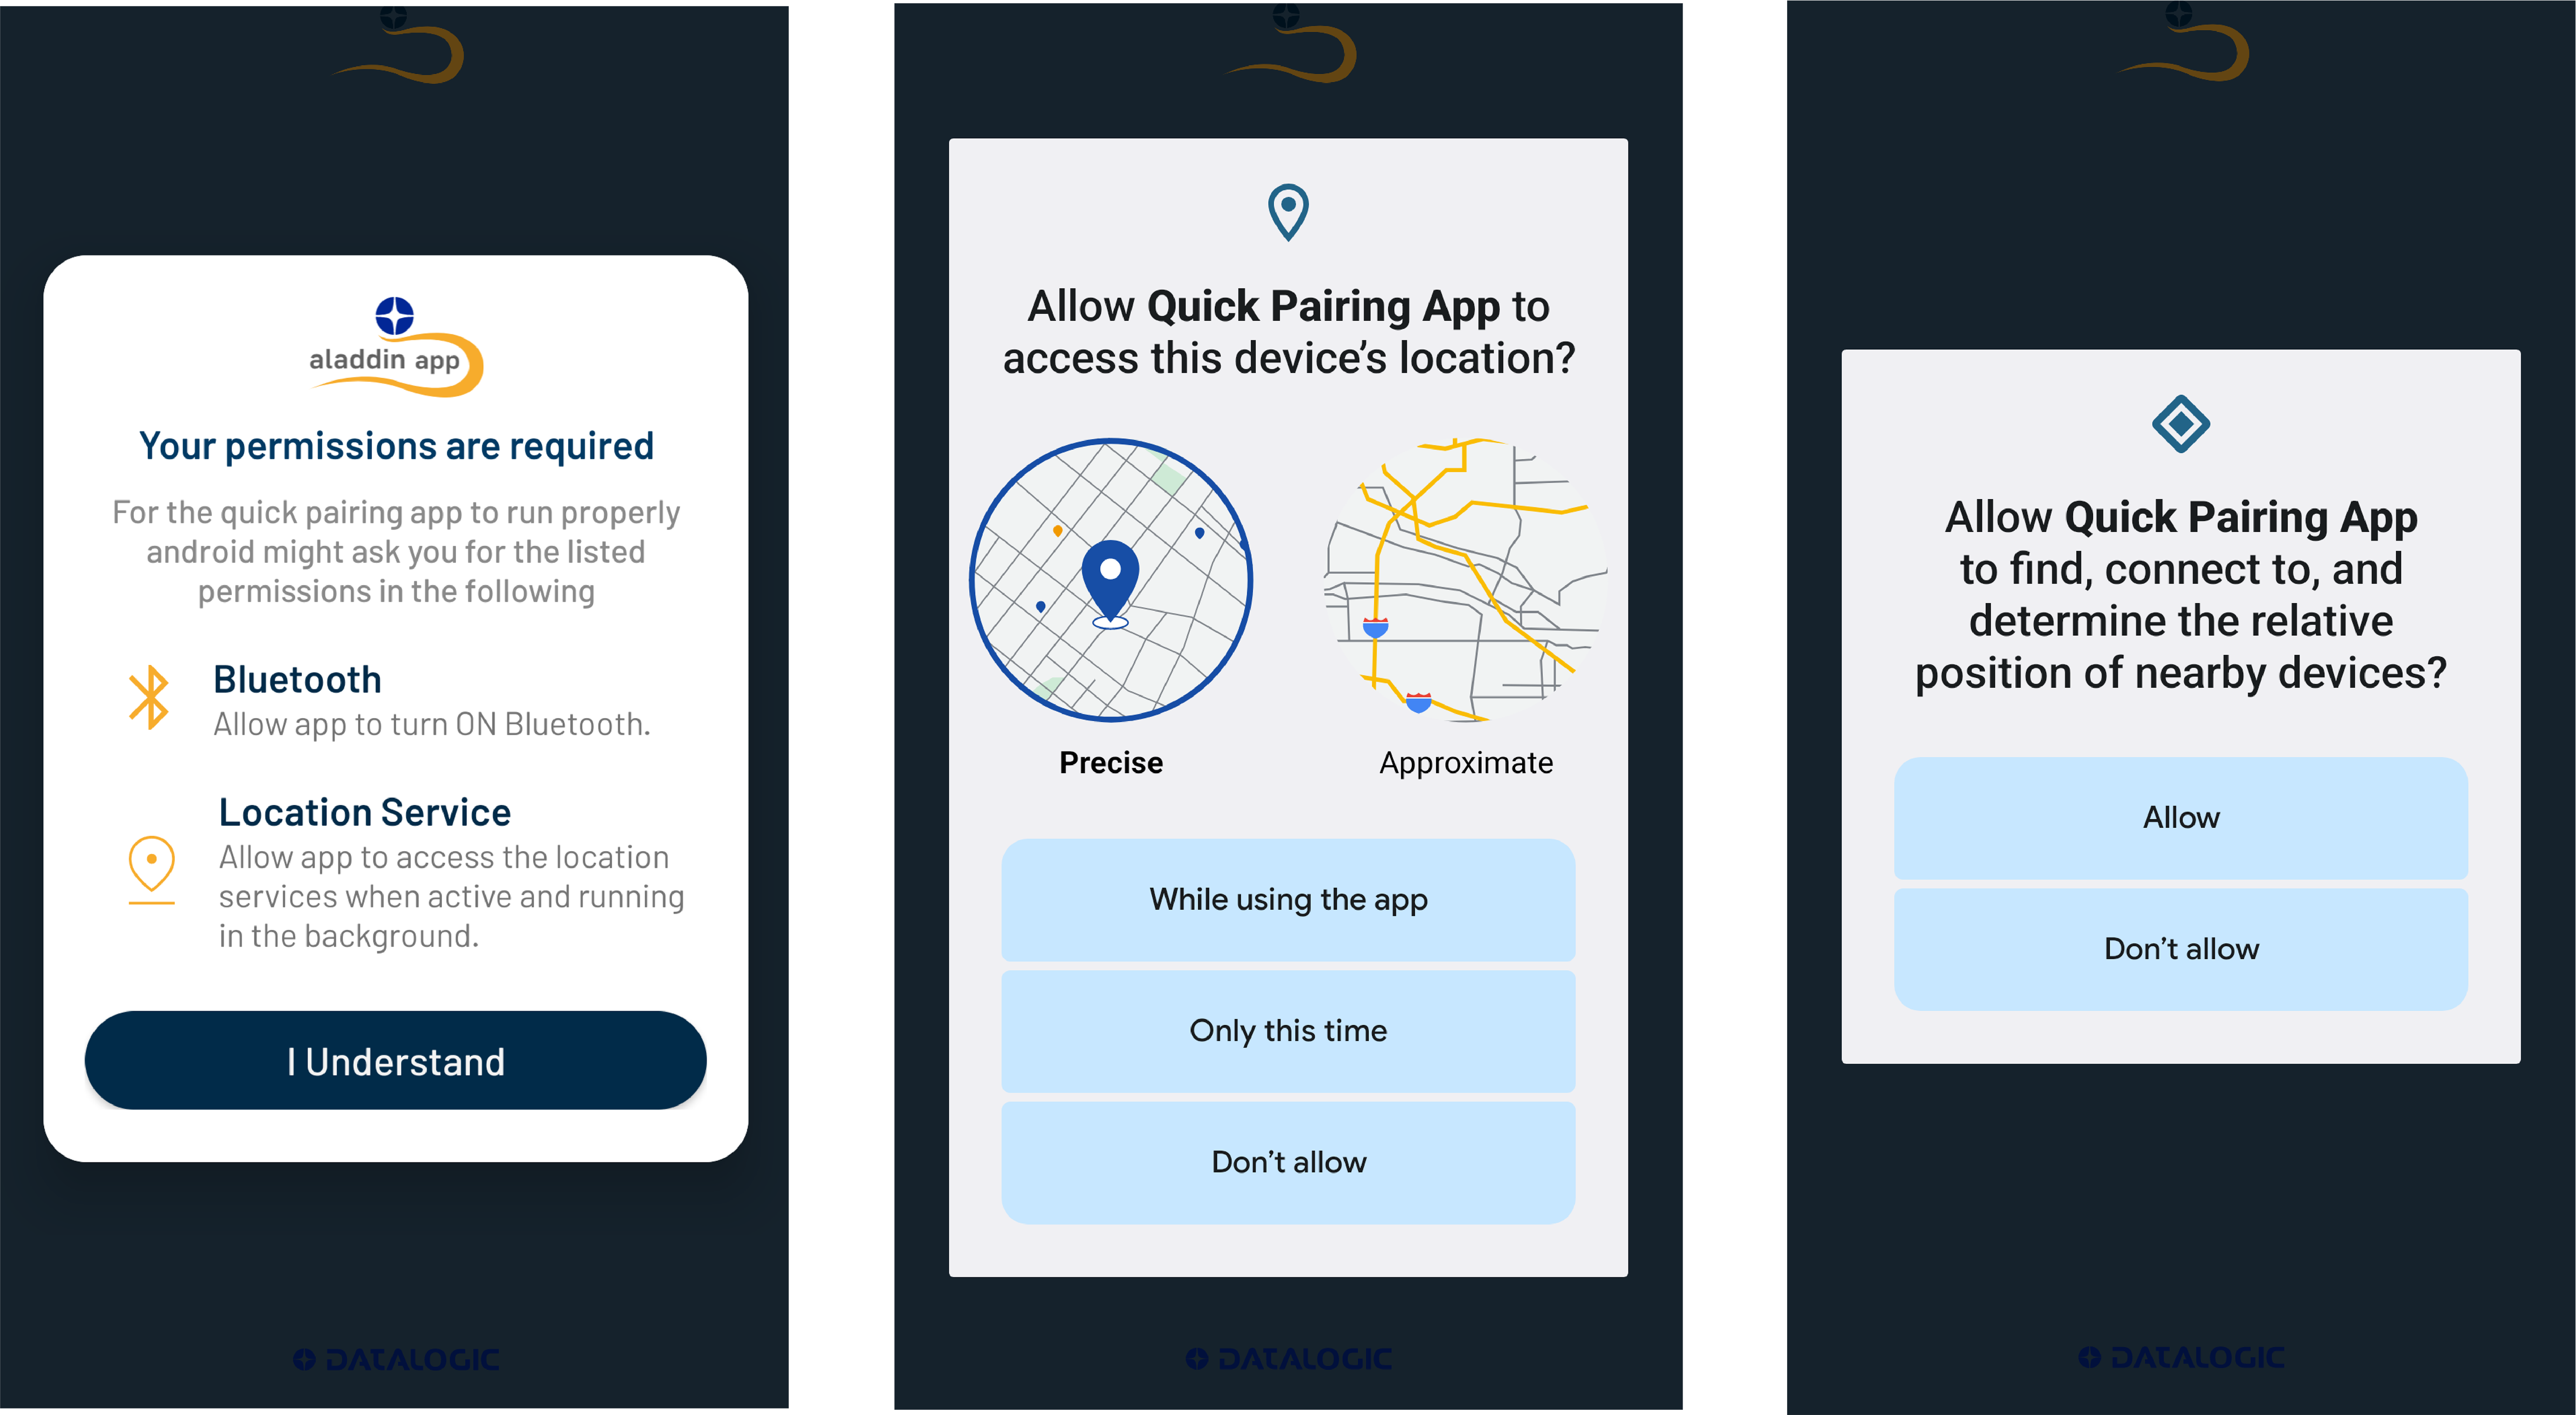 aladdin app
Your permissions are required
For the quick pairing app to run properly
android might ask you for the listed
permissions in the following
Bluetooth
Allow app to turn ON Bluetooth.
Location Service
Allow app to access the location
services when active and running
in the background.
I Understand
DATALOGIC
Allow Quick Pairing App to
access this device’s location?
Precise
Approximate
While using the app
Only this time
Don’t allow
DATALOGIC
Allow Quick Pairing App
to find, connect to, and
determine the relative
position of nearby devices?
Allow
Don’t allow
DATALOGIC